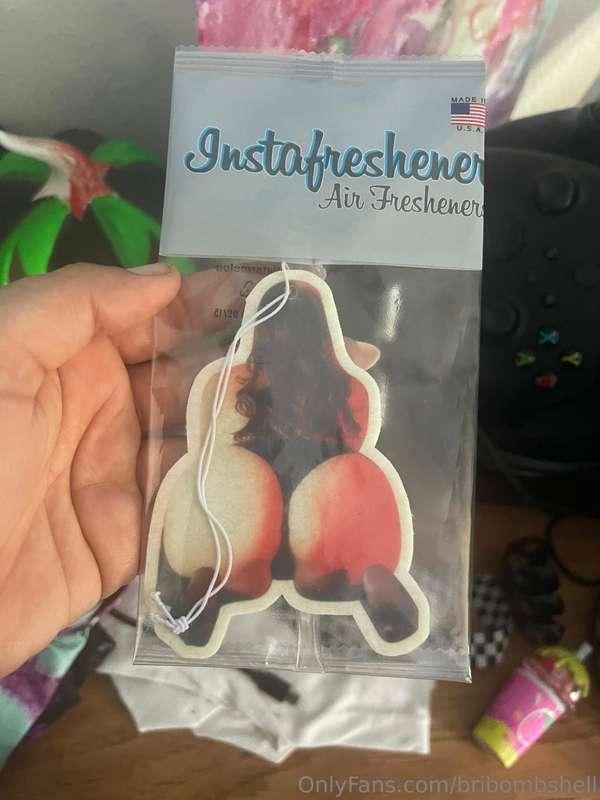 MADE IN
U.S.A.
Instafreshener
Air Fresheners
X
Y
B
OnlyFans.com/bribombshell